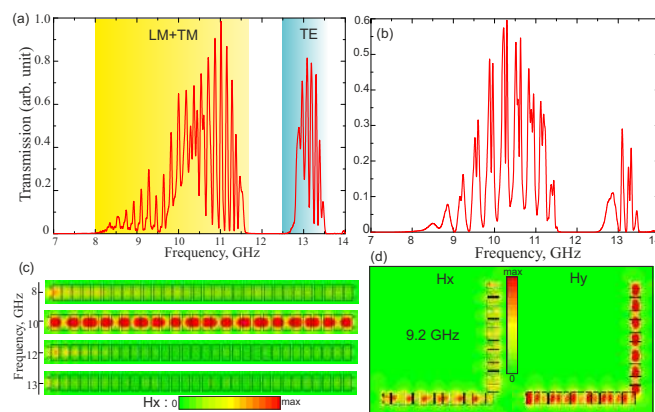 (a)
LM+TM
TE
Transmission (arb. unit)
1.0
0.8
0.6
0.4
0.2
0
7 8 9 10 11 12 13 14
Frequency, GHz
(b)
0.6
0.5
0.4
0.3
0.2
0.1
0.0
7 8 9 10 11 12 13 14
Frequency, GHz
(c)
Frequency, GHz
8
10
12
13
Hx : 0 max
(d)
Hx
max
0
Hy
9.2 GHz